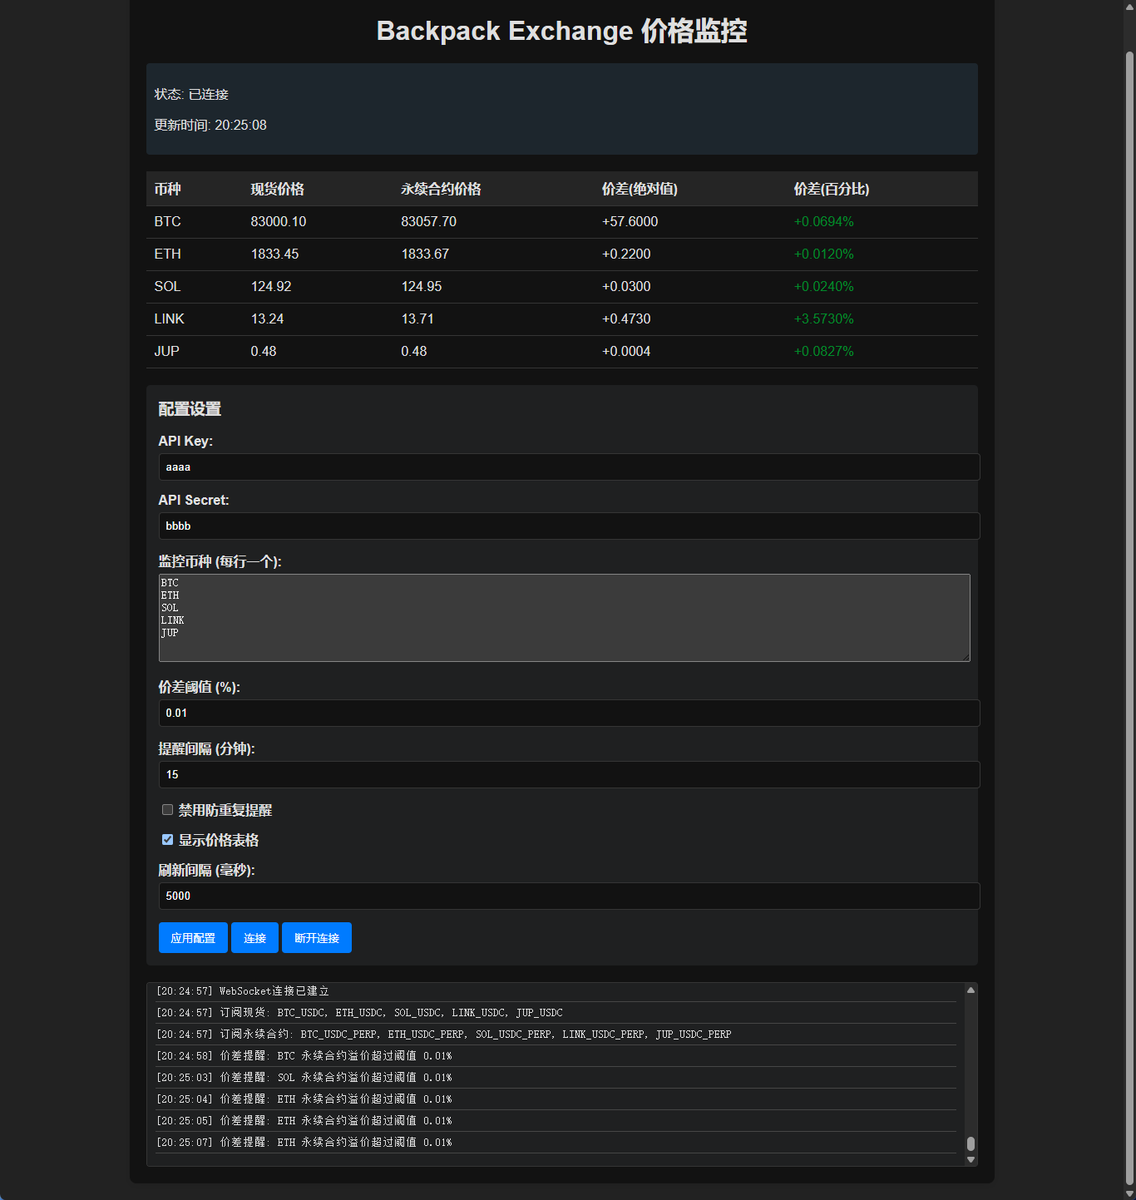 Backpack Exchange 价格监控
状态: 已连接
更新时间: 20:25:08
币种 现货价格 永续合约价格 价差(绝对值) 价差(百分比)
BTC 83000.10 83057.70 +57.6000 +0.0694%
ETH 1833.45 1833.67 +0.2200 +0.0120%
SOL 124.92 124.95 +0.0300 +0.0240%
LINK 13.24 13.71 +0.4730 +3.5730%
JUP 0.48 0.48 +0.0004 +0.0827%
配置设置
API Key:
aaaa
API Secret:
bbbb
监控币种 (每行一个):
BTC
ETH
SOL
LINK
JUP
价差阈值 (%):
0.01
提醒间隔 (分钟):
15
禁用防重复提醒
显示价格表格
刷新间隔 (毫秒):
5000
应用配置 连接 断开连接
[20:24:57] WebSocket连接已建立
[20:24:57] 订阅现货: BTC_USDC, ETH_USDC, SOL_USDC, LINK_USDC, JUP_USDC
[20:24:57] 订阅永续合约: BTC_USDC_PERP, ETH_USDC_PERP, SOL_USDC_PERP, LINK_USDC_PERP, JUP_USDC_PERP
[20:24:58] 价差提醒: BTC 永续合约溢价超过阈值 0.01%
[20:25:03] 价差提醒: SOL 永续合约溢价超过阈值 0.01%
[20:25:04] 价差提醒: ETH 永续合约溢价超过阈值 0.01%
[20:25:05] 价差提醒: ETH 永续合约溢价超过阈值 0.01%
[20:25:07] 价差提醒: ETH 永续合约溢价超过阈值 0.01%